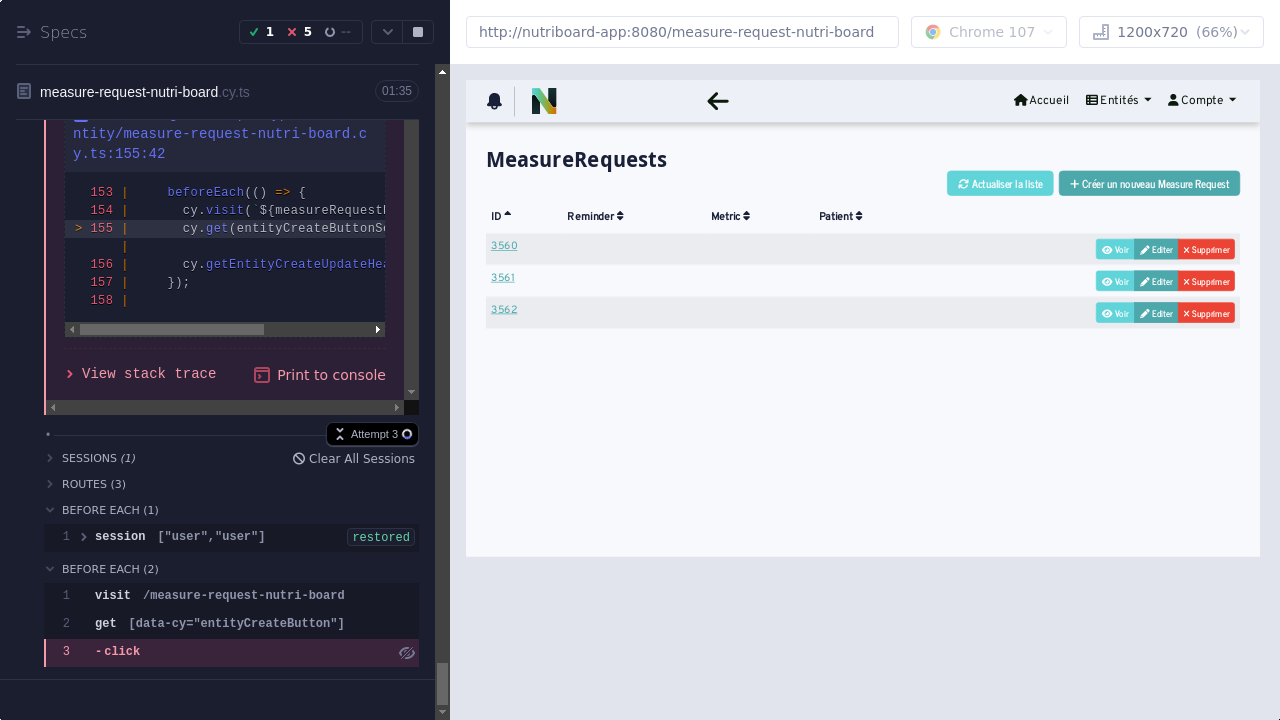 Specs
1 5 --
measure-request-nutri-board.cy.ts 01:35
ntity/measure-request-nutri-board.c
y.ts:155:42
153 | beforeEach(() => {
154 | cy.visit(`${measureRequest
> 155 | cy.get(entityCreateButtonS
|
156 | cy.getEntityCreateUpdateHea
157 | });
158 |
View stack trace
Print to console
Attempt 3
SESSIONS (1)
Clear All Sessions
ROUTES (3)
BEFORE EACH (1)
1 session ["user","user"] restored
BEFORE EACH (2)
1 visit /measure-request-nutri-board
2 get [data-cy="entityCreateButton"]
3 -click
http://nutriboard-app:8080/measure-request-nutri-board
Chrome 107
1200x720 (66%)
Accueil
Entités
Compte
MeasureRequests
Actualiser la liste
Créer un nouveau Measure Request
ID Reminder Metric Patient
3560 Voir Editer Supprimer
3561 Voir Editer Supprimer
3562 Voir Editer Supprimer